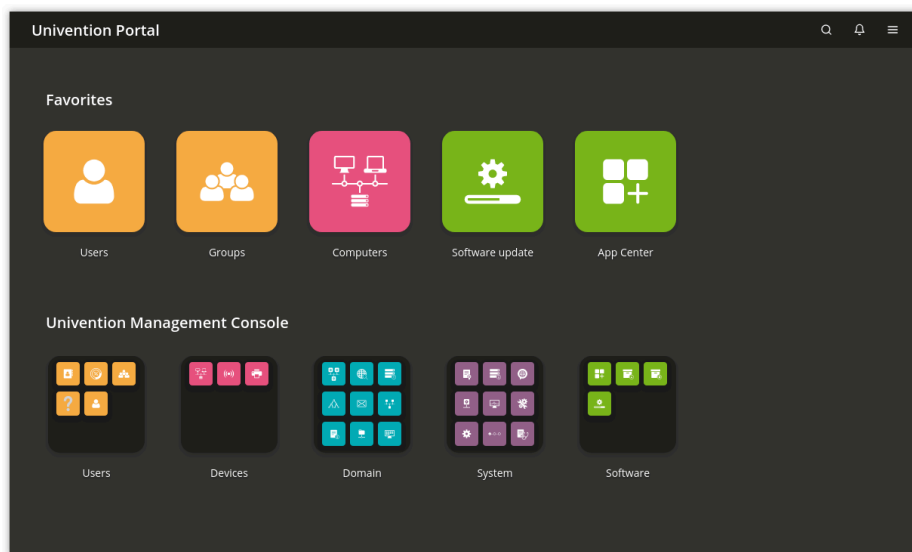 Univention Portal
Favorites
Users
Groups
Computers
Software update
App Center
Univention Management Console
Users
Devices
Domain
System
Software